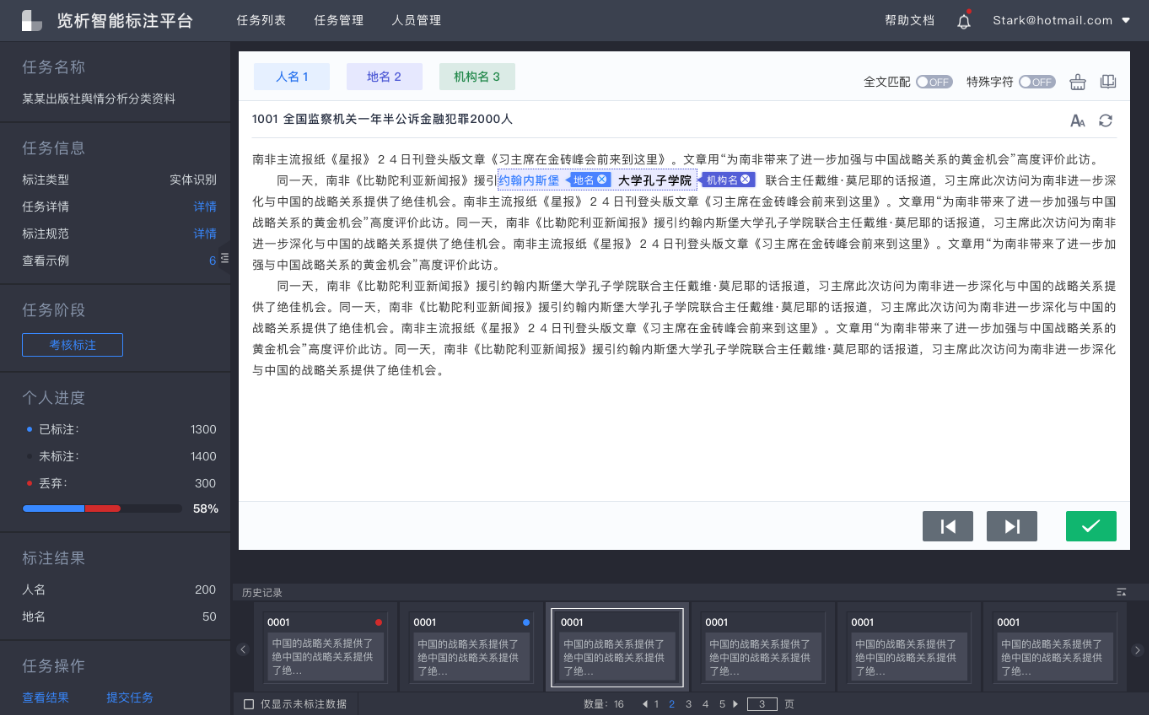 览析智能标注平台 任务列表 任务管理 人员管理 帮助文档 Stark@hotmail.com
任务名称
某某出版社舆情分析分类资料
任务信息
标注类型 实体识别
任务详情 详情
标注规范 详情
查看示例 6
任务阶段
考核标注
个人进度
已标注: 1300
未标注: 1400
丢弃: 300
58%
标注结果
人名 200
地名 50
任务操作
查看结果 提交任务
人名 1 地名 2 机构名 3 全文匹配 OFF 特殊字符 OFF
1001 全国监察机关一年半公诉金融犯罪2000人
南非主流报纸《星报》２４日刊登头版文章《习主席在金砖峰会前来到这里》。文章用“为南非带来了进一步加强与中国战略关系的黄金机会”高度评价此访。
同一天，南非《比勒陀利亚新闻报》援引约翰内斯堡 地名 大学孔子学院 机构名 联合主任戴维·莫尼耶的话报道，习主席此次访问为南非进一步深
化与中国的战略关系提供了绝佳机会。南非主流报纸《星报》２４日刊登头版文章《习主席在金砖峰会前来到这里》。文章用“为南非带来了进一步加强与中国
战略关系的黄金机会”高度评价此访。同一天，南非《比勒陀利亚新闻报》援引约翰内斯堡大学孔子学院联合主任戴维·莫尼耶的话报道，习主席此次访问为南非
进一步深化与中国的战略关系提供了绝佳机会。南非主流报纸《星报》２４日刊登头版文章《习主席在金砖峰会前来到这里》。文章用“为南非带来了进一步加
强与中国战略关系的黄金机会”高度评价此访。
同一天，南非《比勒陀利亚新闻报》援引约翰内斯堡大学孔子学院联合主任戴维·莫尼耶的话报道，习主席此次访问为南非进一步深化与中国的战略关系提
供了绝佳机会。同一天，南非《比勒陀利亚新闻报》援引约翰内斯堡大学孔子学院联合主任戴维·莫尼耶的话报道，习主席此次访问为南非进一步深化与中国的
战略关系提供了绝佳机会。南非主流报纸《星报》２４日刊登头版文章《习主席在金砖峰会前来到这里》。文章用“为南非带来了进一步加强与中国战略关系的
黄金机会”高度评价此访。同一天，南非《比勒陀利亚新闻报》援引约翰内斯堡大学孔子学院联合主任戴维·莫尼耶的话报道，习主席此次访问为南非进一步深化
与中国的战略关系提供了绝佳机会。
历史记录
0001 0001 0001 0001 0001 0001
中国的战略关系提供了 中国的战略关系提供了 中国的战略关系提供了 中国的战略关系提供了 中国的战略关系提供了 中国的战略关系提供了
绝中国的战略关系提供 绝中国的战略关系提供 绝中国的战略关系提供 绝中国的战略关系提供 绝中国的战略关系提供 绝中国的战略关系提供
了绝... 了绝... 了绝... 了绝... 了绝... 了绝...
仅显示未标注数据 数量: 16 1 2 3 4 5 3 页